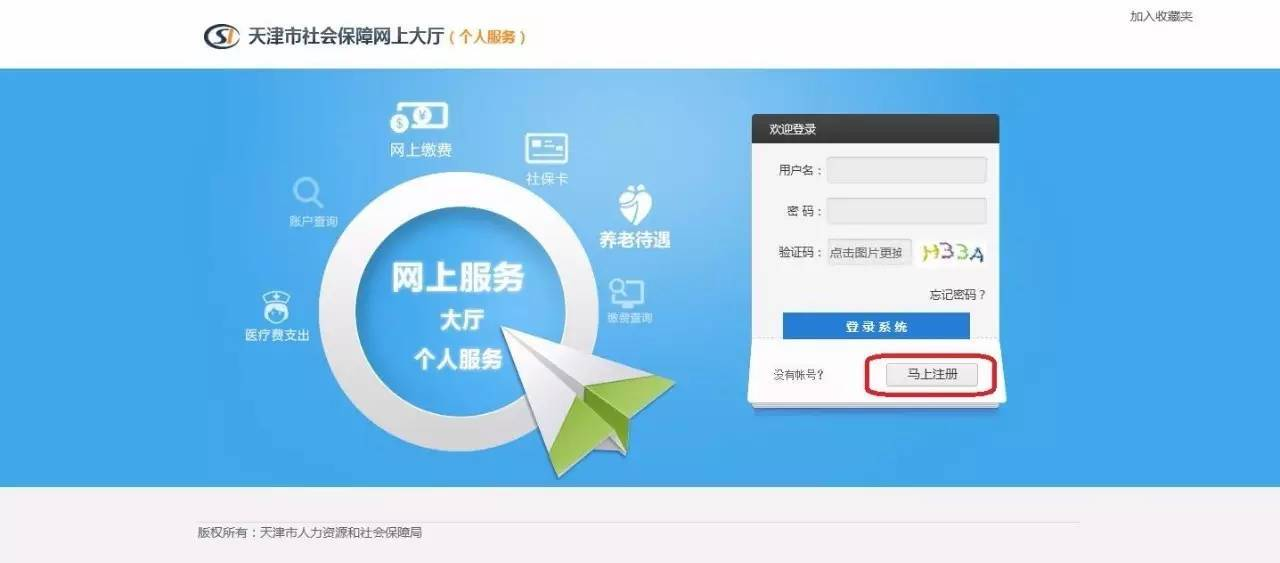 加入收藏夹
天津市社会保障网上大厅（个人服务）
网上缴费
社保卡
账户查询
养老待遇
缴费查询
医疗费支出
网上服务
大厅
个人服务
欢迎登录
用户名：
密 码：
验证码：点击图片更换 H33A
忘记密码？
登录系统
没有帐号？ 马上注册
版权所有：天津市人力资源和社会保障局